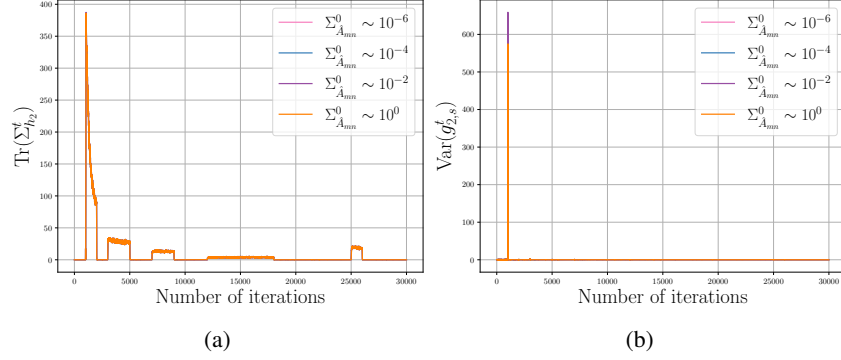 400
350
300
250
200
150
100
50
0
Tr(Σ^t_{h_2})
0 5000 10000 15000 20000 25000 30000
Number of iterations
Σ^0_{Â_{mn}} ∼ 10^{-6}
Σ^0_{Â_{mn}} ∼ 10^{-4}
Σ^0_{Â_{mn}} ∼ 10^{-2}
Σ^0_{Â_{mn}} ∼ 10^0
(a)
600
500
400
300
200
100
0
Var(g^t_{2,s})
0 5000 10000 15000 20000 25000 30000
Number of iterations
Σ^0_{Â_{mn}} ∼ 10^{-6}
Σ^0_{Â_{mn}} ∼ 10^{-4}
Σ^0_{Â_{mn}} ∼ 10^{-2}
Σ^0_{Â_{mn}} ∼ 10^0
(b)